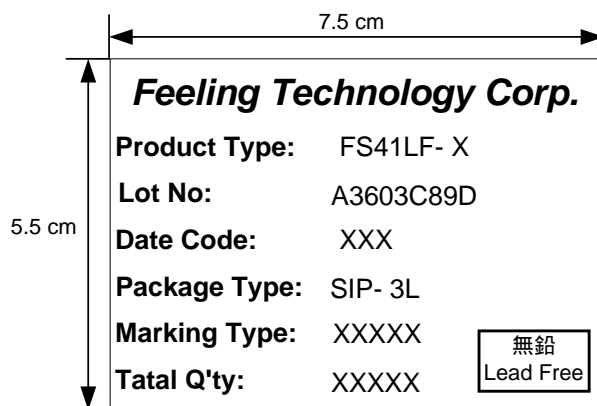 7.5 cm
Feeling Technology Corp.
Product Type: FS41LF- X
Lot No: A3603C89D
5.5 cm
Date Code: XXX
Package Type: SIP- 3L
Marking Type: XXXXX
無鉛
Lead Free
Tatal Q'ty: XXXXX